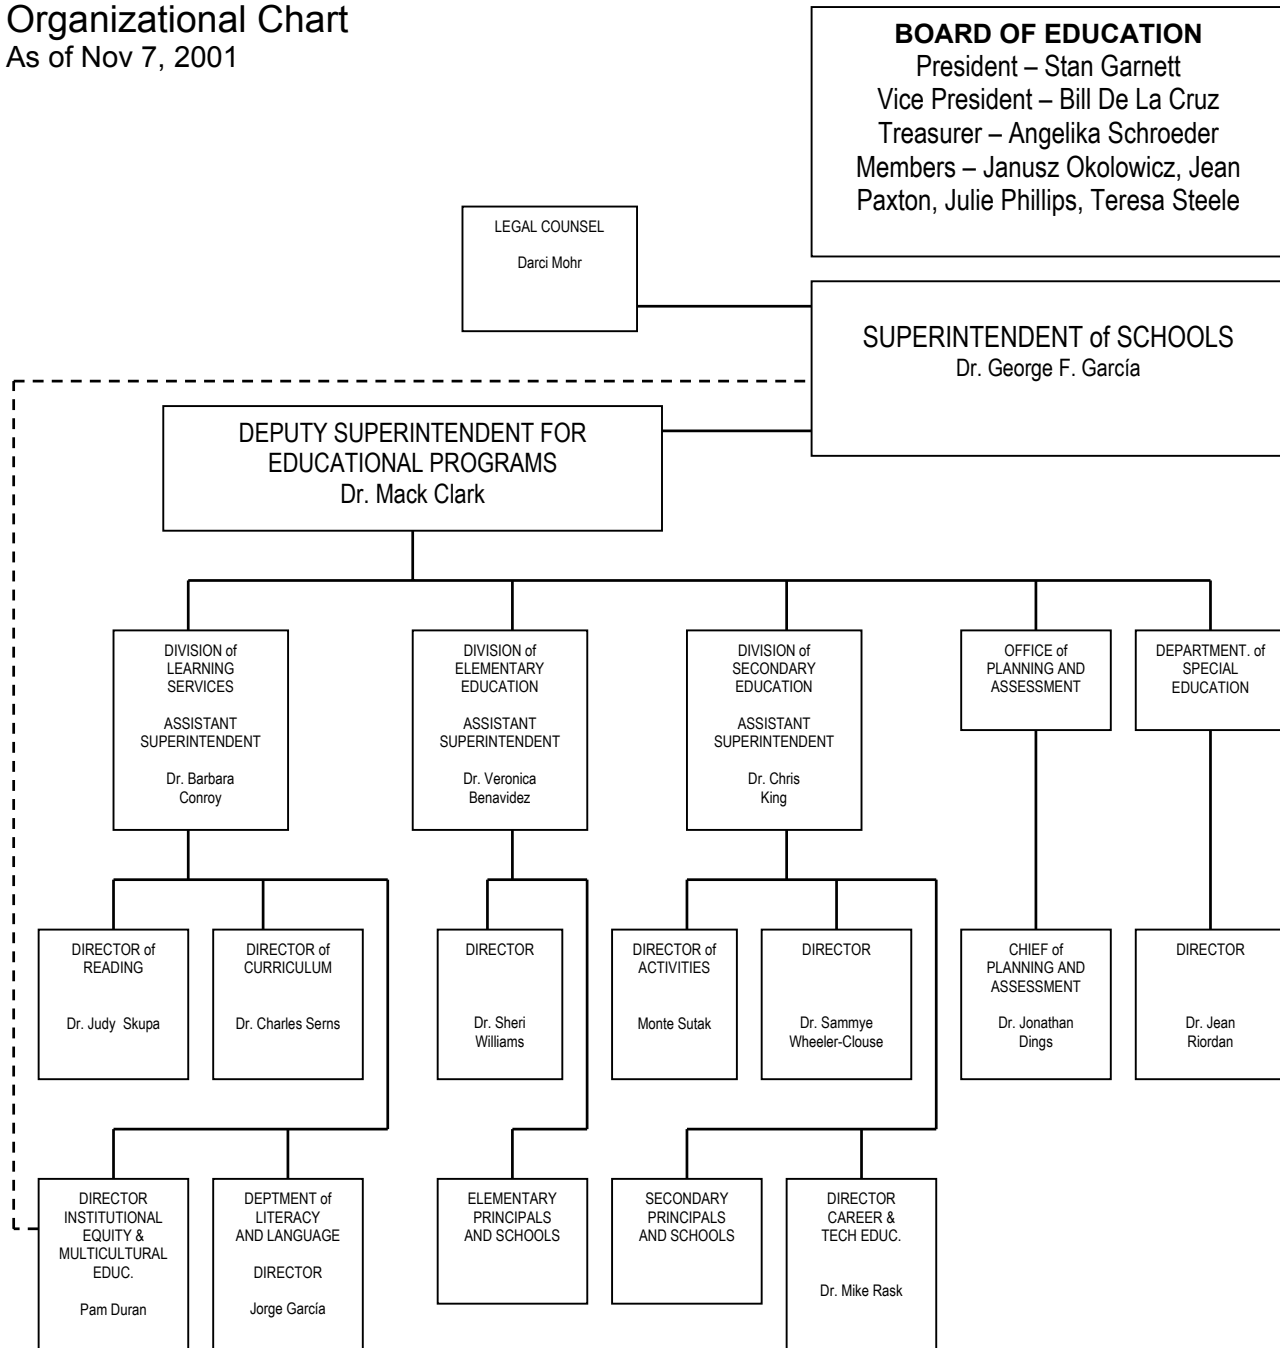 Organizational Chart
As of Nov 7, 2001
BOARD OF EDUCATION
President – Stan Garnett
Vice President – Bill De La Cruz
Treasurer – Angelika Schroeder
Members – Janusz Okolowicz, Jean
Paxton, Julie Phillips, Teresa Steele
LEGAL COUNSEL
Darci Mohr
SUPERINTENDENT of SCHOOLS
Dr. George F. García
DEPUTY SUPERINTENDENT FOR
EDUCATIONAL PROGRAMS
Dr. Mack Clark
DIVISION of
LEARNING
SERVICES
ASSISTANT
SUPERINTENDENT
Dr. Barbara
Conroy
DIVISION of
ELEMENTARY
EDUCATION
ASSISTANT
SUPERINTENDENT
Dr. Veronica
Benavidez
DIVISION of
SECONDARY
EDUCATION
ASSISTANT
SUPERINTENDENT
Dr. Chris
King
OFFICE of
PLANNING AND
ASSESSMENT
DEPARTMENT. of
SPECIAL
EDUCATION
DIRECTOR of
READING
Dr. Judy  Skupa
DIRECTOR of
CURRICULUM
Dr. Charles Serns
DIRECTOR
Dr. Sheri
Williams
DIRECTOR of
ACTIVITIES
Monte Sutak
DIRECTOR
Dr. Sammye
Wheeler-Clouse
CHIEF of
PLANNING AND
ASSESSMENT
Dr. Jonathan
Dings
DIRECTOR
Dr. Jean
Riordan
DIRECTOR
INSTITUTIONAL
EQUITY &
MULTICULTURAL
EDUC.
Pam Duran
DEPTMENT of
LITERACY
AND LANGUAGE
DIRECTOR
Jorge García
ELEMENTARY
PRINCIPALS
AND SCHOOLS
SECONDARY
PRINCIPALS
AND SCHOOLS
DIRECTOR
CAREER &
TECH EDUC.
Dr. Mike Rask